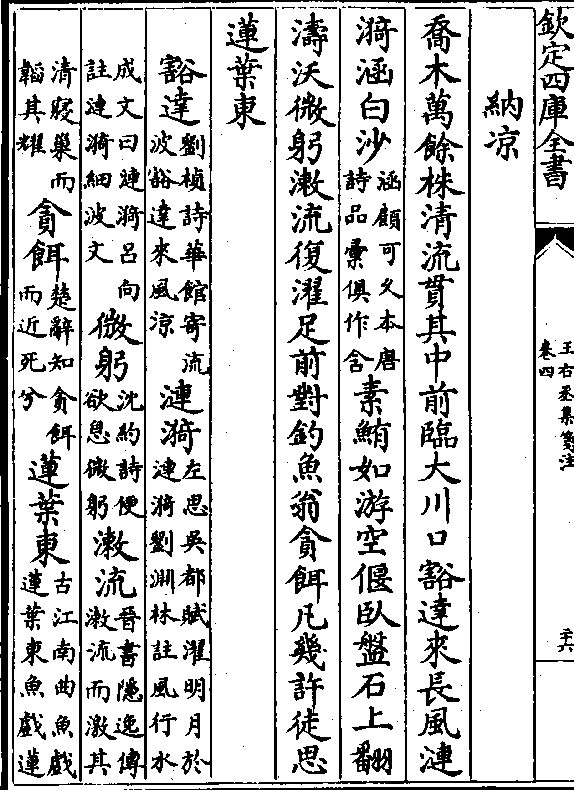 欽定四庫全書
王右丞集箋注
卷四
二十六
納凉
喬木萬餘株清流貫其中前臨大川口豁達來長風漣
漪涵白沙涵顧可久本唐詩品彚俱作含素鮪如游空偃臥盤石上翻
濤沃微躬漱流復濯足前對釣魚翁貪餌凡幾許徒思
蓮葉東
豁達劉楨詩華館寄流波豁達來風凉漣漪左思吳都賦濯明月於漣漪劉淵林註風行水
成文曰漣漪呂向註漣漪細波文微躬沈約詩便欲息微躬漱流晉書隱逸傳漱流而激其
清寢巢而韜其耀貪餌楚辭知貪餌而近死兮蓮葉東古江南曲魚戲蓮葉東魚戲蓮